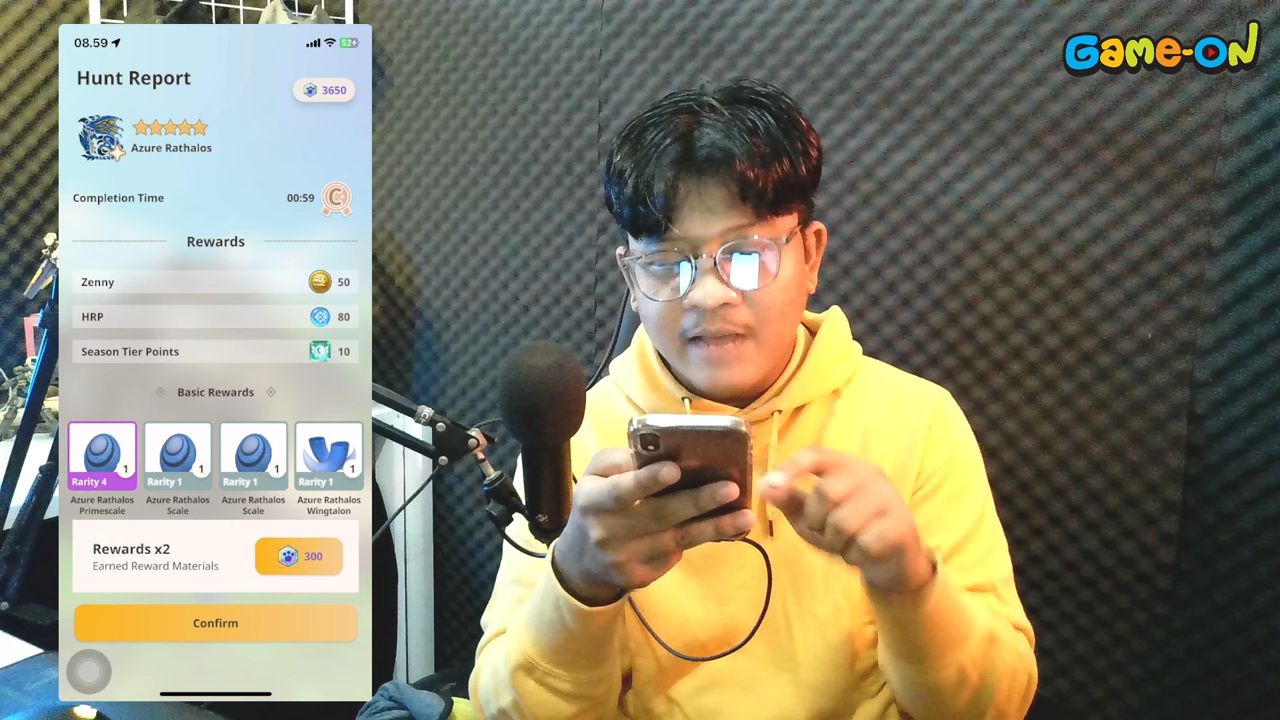 08.59
52
Hunt Report
3650
Azure Rathalos
Completion Time
00:59
C
Rewards
Zenny
50
HRP
80
Season Tier Points
10
Basic Rewards
1
1
1
1
Rarity 4
Rarity 1
Rarity 1
Rarity 1
Azure Rathalos
Primescale
Azure Rathalos
Scale
Azure Rathalos
Scale
Azure Rathalos
Wingtalon
Rewards x2
Earned Reward Materials
300
Confirm
GAMe-ON